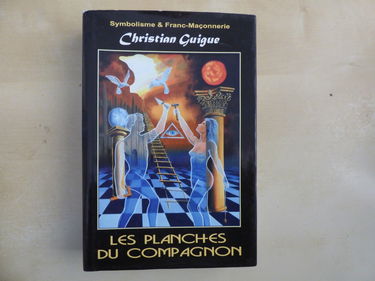 Symbolisme & Franc-Maçonnerie
Christian Guigue
LES PLANCHES
DU COMPAGNON